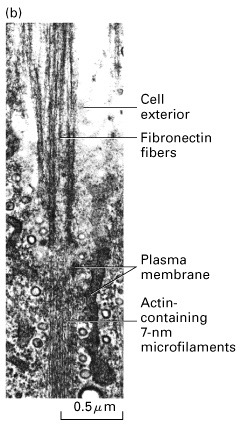 (b)
Cell
exterior
Fibronectin
fibers
Plasma
membrane
Actin-
containing
7-nm
microfilaments
0.5 μm